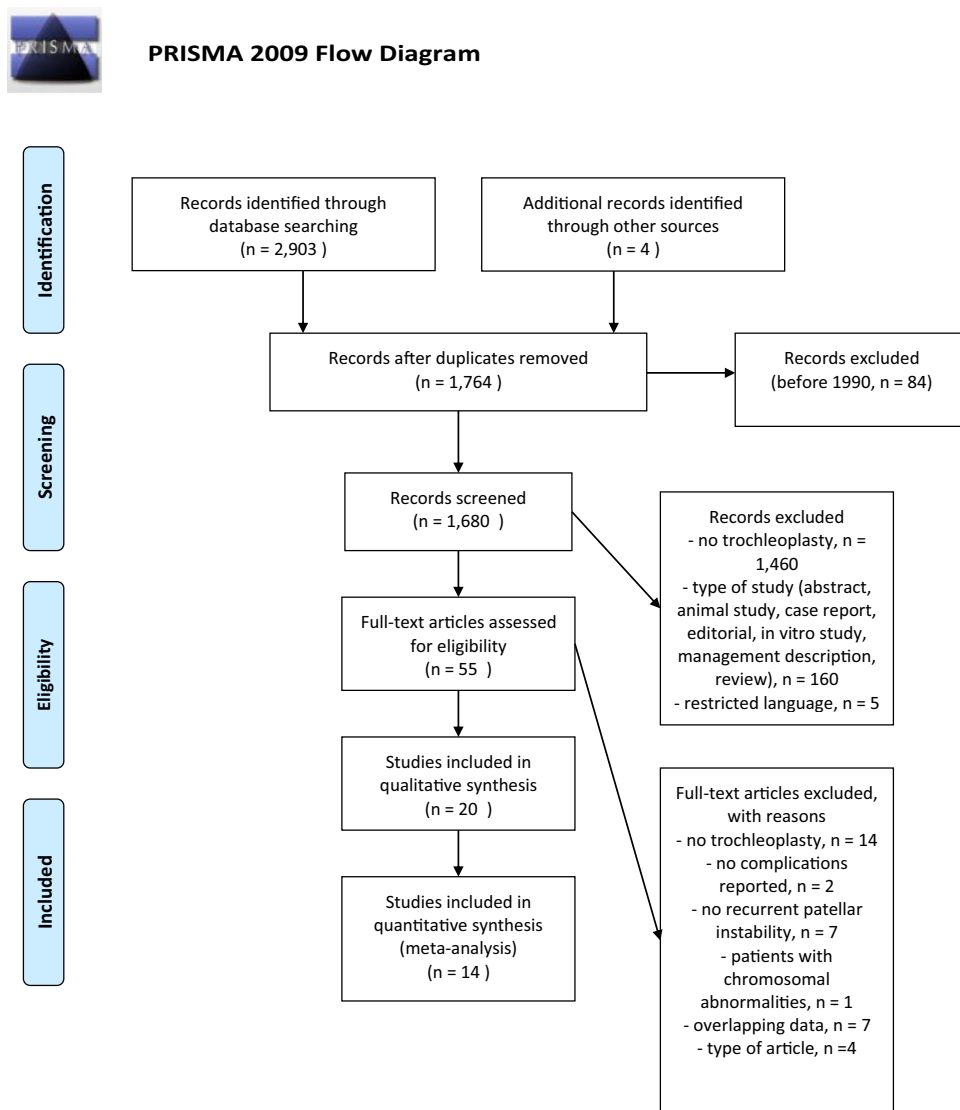 PRISMA
PRISMA 2009 Flow Diagram
Identification
Records identified through
database searching
(n = 2,903 )
Additional records identified
through other sources
(n = 4 )
Records after duplicates removed
(n = 1,764 )
Records excluded
(before 1990, n = 84)
Screening
Records screened
(n = 1,680 )
Records excluded
- no trochleoplasty, n =
1,460
- type of study (abstract,
animal study, case report,
editorial, in vitro study,
management description,
review), n = 160
- restricted language, n = 5
Eligibility
Full-text articles assessed
for eligibility
(n = 55 )
Studies included in
qualitative synthesis
(n = 20 )
Full-text articles excluded,
with reasons
- no trochleoplasty, n = 14
- no complications
reported, n = 2
- no recurrent patellar
instability, n = 7
- patients with
chromosomal
abnormalities, n = 1
- overlapping data, n = 7
- type of article, n =4
Included
Studies included in
quantitative synthesis
(meta-analysis)
(n = 14 )